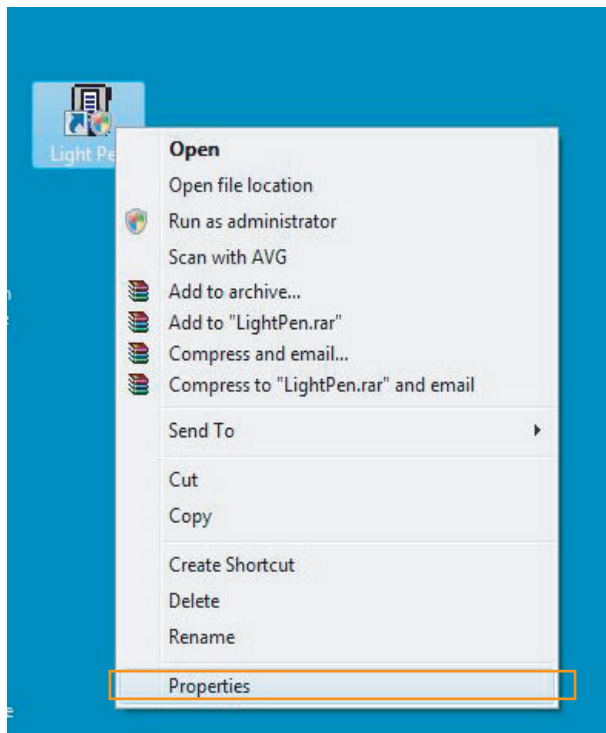 Light Pe
Open
Open file location
Run as administrator
Scan with AVG
Add to archive...
Add to "LightPen.rar"
Compress and email...
Compress to "LightPen.rar" and email
Send To
Cut
Copy
Create Shortcut
Delete
Rename
Properties